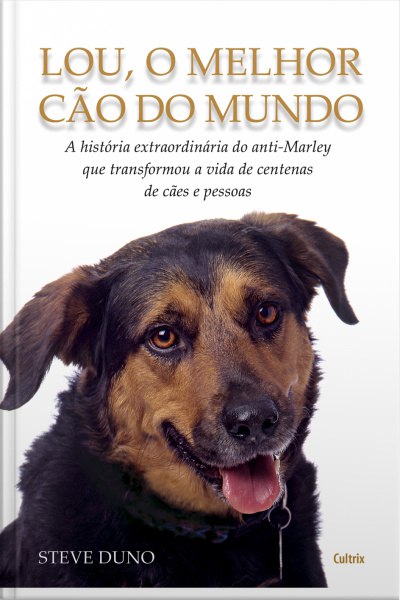 LOU, O MELHOR
CÃO DO MUNDO
A história extraordinária do anti-Marley
que transformou a vida de centenas
de cães e pessoas
STEVE DUNO
Cultrix